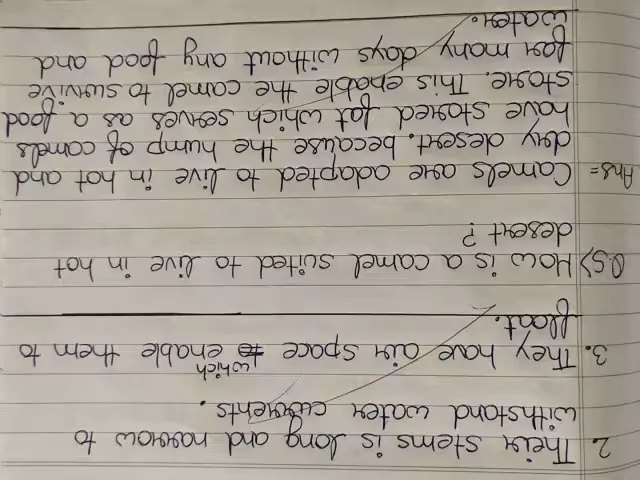 2. Their stems is long and narrow to
withstand water currents.
which
3. They have air space to enable them to
float.
Q.5) How is a camel suited to live in hot
desert?
Ans= Camels are adapted to live in hot and
dry desert. because the hump of camels
have stored fat which serves as a food
store. This enable the camel to survive
for many days without any food and
water.